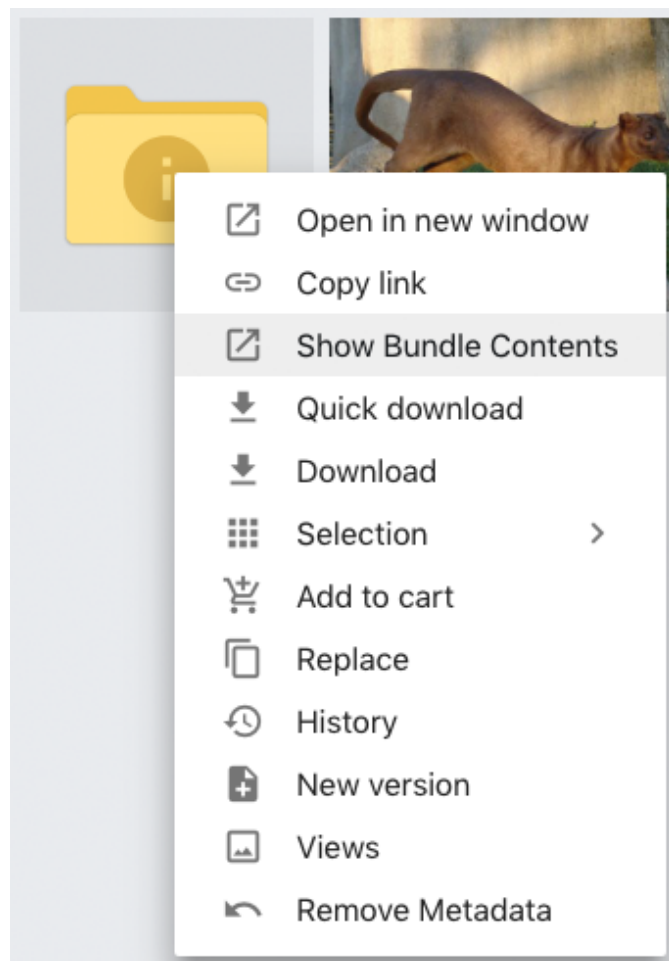 Open in new window
Copy link
Show Bundle Contents
Quick download
Download
Selection
Add to cart
Replace
History
New version
Views
Remove Metadata